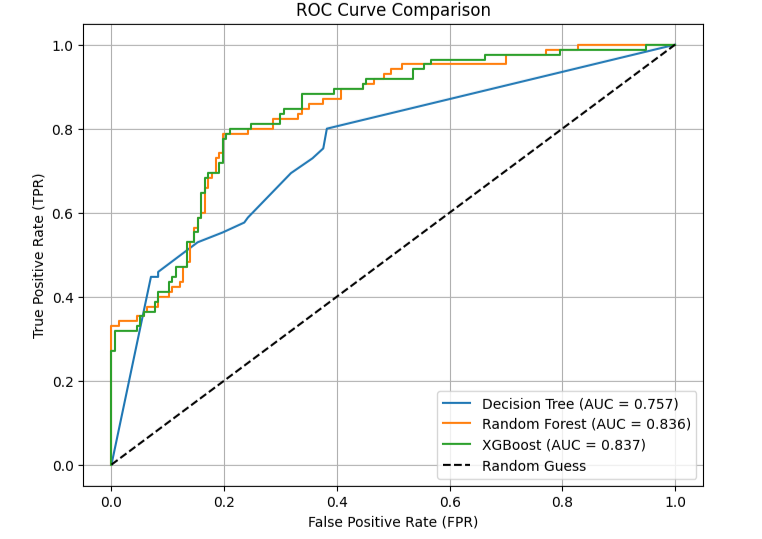 ROC Curve Comparison
True Positive Rate (TPR)
1.0
0.8
0.6
0.4
0.2
0.0
Decision Tree (AUC = 0.757)
Random Forest (AUC = 0.836)
XGBoost (AUC = 0.837)
Random Guess
0.0 0.2 0.4 0.6 0.8 1.0
False Positive Rate (FPR)